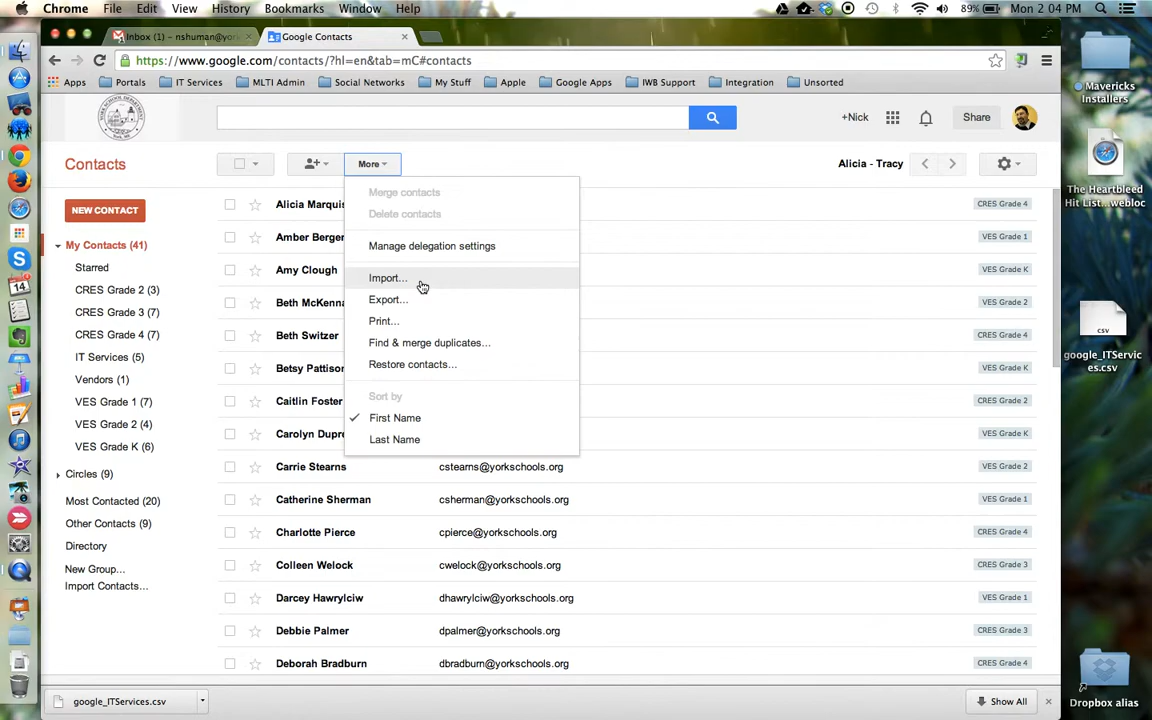 Chrome File Edit View History Bookmarks Window Help 89% Mon 2 04 PM
Inbox (1) - nshuman@york
Google Contacts
https://www.google.com/contacts/?hl=en&tab=mC#contacts
Apps Portals IT Services MLTI Admin Social Networks My Stuff Apple Google Apps IWB Support Integration Unsorted
+Nick Share
Contacts More Alicia - Tracy
NEW CONTACT
My Contacts (41)
Starred
CRES Grade 2 (3)
CRES Grade 3 (7)
CRES Grade 4 (7)
IT Services (5)
Vendors (1)
VES Grade 1 (7)
VES Grade 2 (4)
VES Grade K (6)
Circles (9)
Most Contacted (20)
Other Contacts (9)
Directory
New Group...
Import Contacts...
Merge contacts
Delete contacts
Manage delegation settings
Import...
Export...
Print...
Find & merge duplicates...
Restore contacts...
Sort by
First Name
Last Name
Alicia Marquis CRES Grade 4
Amber Berger VES Grade 1
Amy Clough VES Grade K
Beth McKenna VES Grade 2
Beth Switzer CRES Grade 4
Betsy Pattison VES Grade K
Caitlin Foster CRES Grade 2
Carolyn Dupre VES Grade K
Carrie Stearns cstearns@yorkschools.org VES Grade 2
Catherine Sherman csherman@yorkschools.org VES Grade 1
Charlotte Pierce cpierce@yorkschools.org CRES Grade 4
Colleen Welock cwelock@yorkschools.org CRES Grade 3
Darcey Hawrylciw dhawrylciw@yorkschools.org VES Grade 1
Debbie Palmer dpalmer@yorkschools.org CRES Grade 3
Deborah Bradburn dbradburn@yorkschools.org CRES Grade 4
google_ITServices.csv Show All
Mavericks
Installers
The Heartbleed
Hit List...webloc
csv
google_ITServic
es.csv
Dropbox alias
14